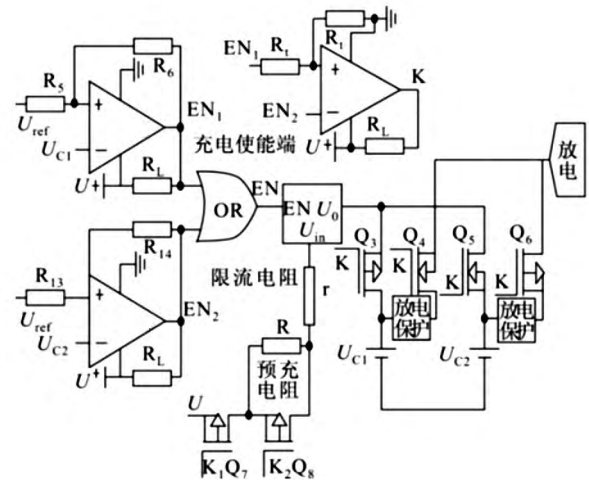 R5
R6
Uref
UC1
+
−
EN1
U+
RL
充电使能端
EN1
Rt
Rt
EN2
+
−
K
U+
RL
OR
EN
EN U0
Uin
R13
R14
Uref
UC2
+
−
EN2
U+
RL
限流电阻
r
R
预充
电阻
U
K1Q7
K2Q8
Q3
Q4
Q5
Q6
K
K
K
K
放电
保护
放电
保护
UC1
UC2
放电